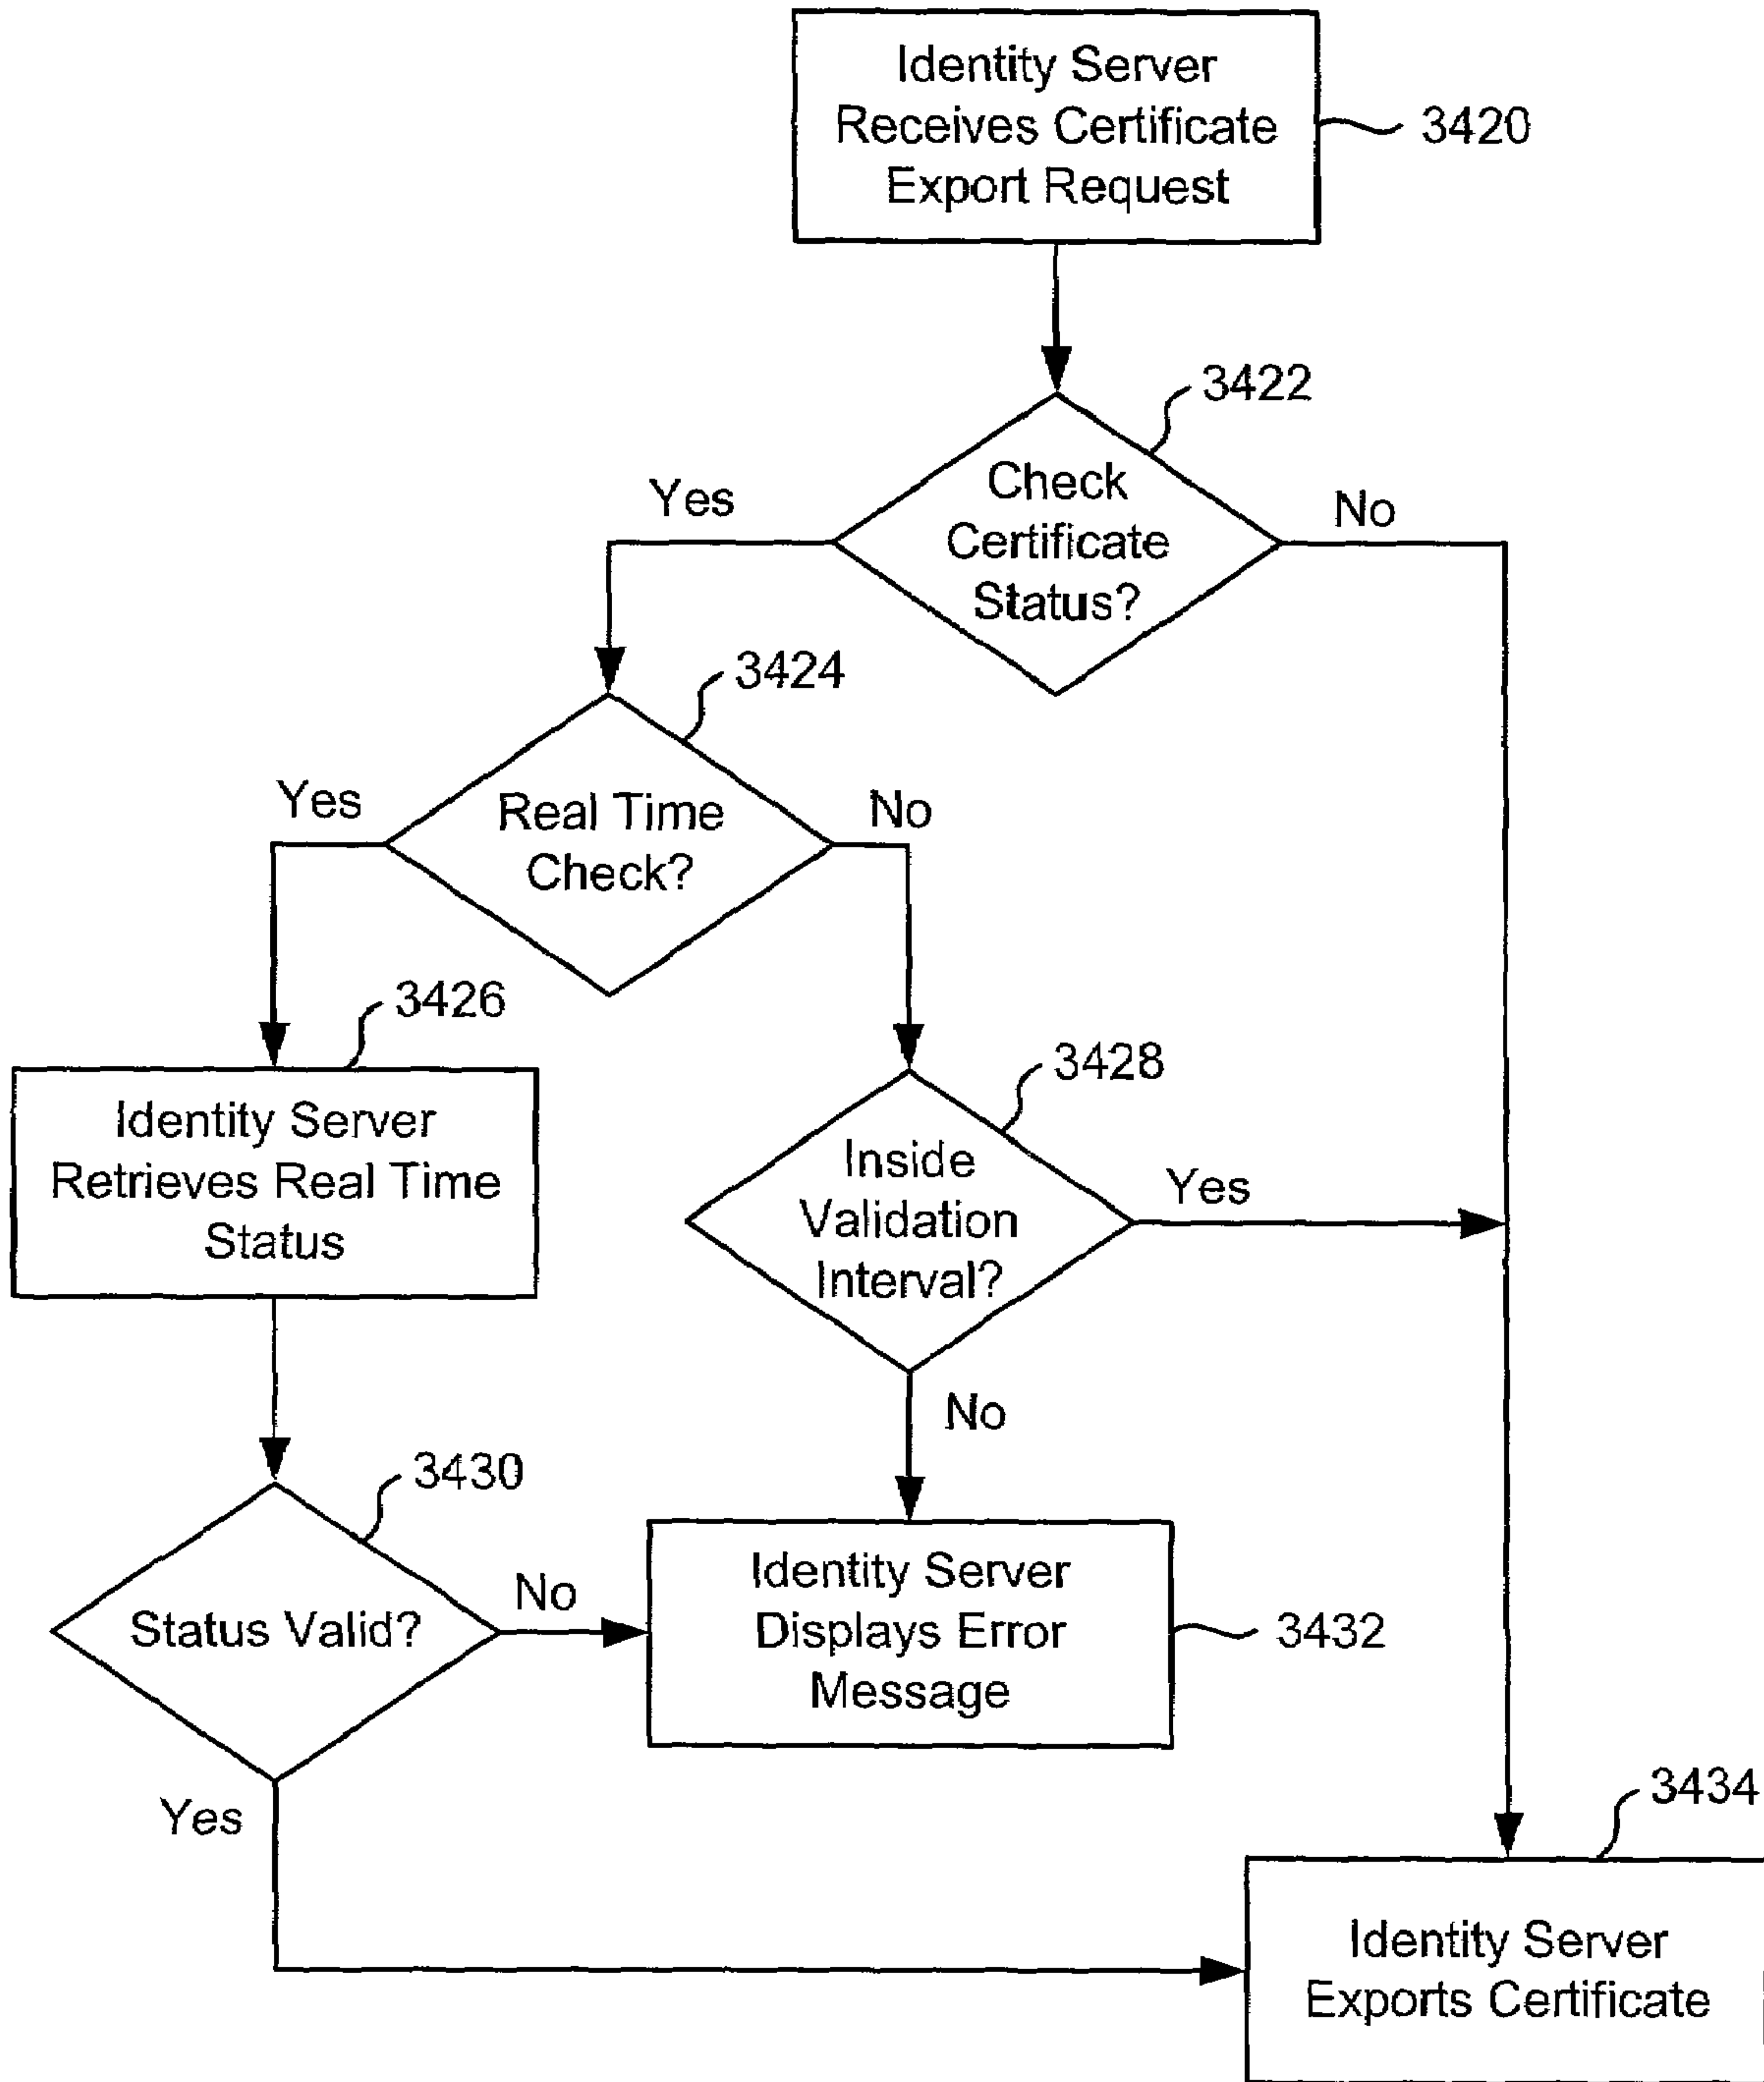 Identity Server
Receives Certificate
Export Request
3420
3422
Check
Certificate
Status?
Yes
No
3424
Real Time
Check?
Yes
No
3426
Identity Server
Retrieves Real Time
Status
3428
Inside
Validation
Interval?
Yes
No
3430
Status Valid?
No
Yes
Identity Server
Displays Error
Message
3432
3434
Identity Server
Exports Certificate